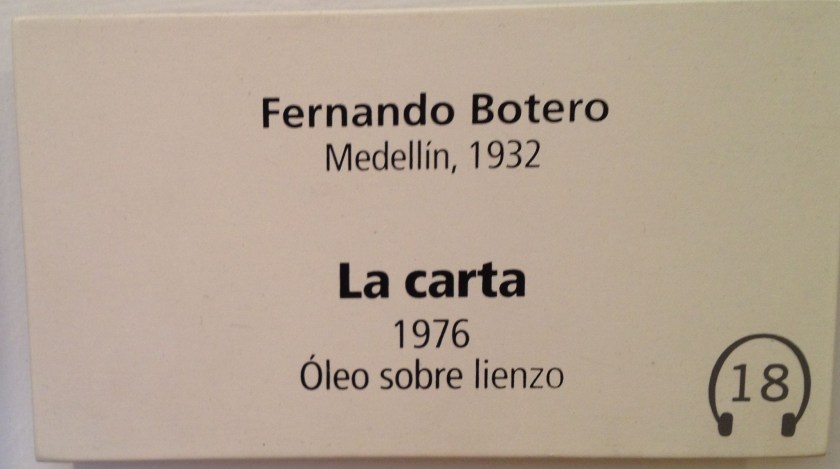 Fernando Botero
Medellín, 1932
La carta
1976
Óleo sobre lienzo
18